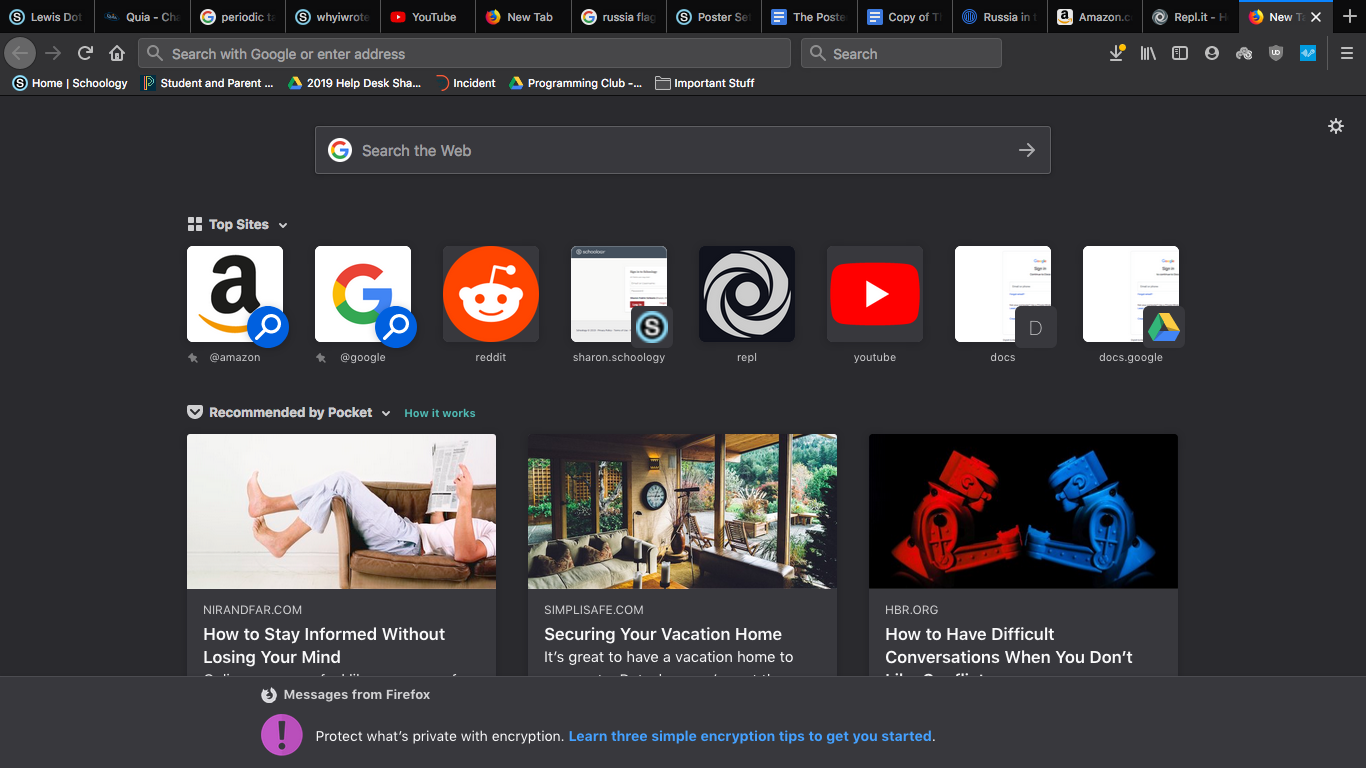 Lewis Dot
Quia - Cha
periodic ta
whyiwrote
YouTube
New Tab
russia flag
Poster Set
The Poste
Copy of T
Russia in t
Amazon.c
Repl.it - H
New T
Search with Google or enter address
Search
Home | Schoology
Student and Parent ...
2019 Help Desk Sha...
Incident
Programming Club -...
Important Stuff
Search the Web
Top Sites
@amazon
@google
reddit
sharon.schoology
repl
youtube
D
docs
docs.google
Recommended by Pocket
How it works
NIRANDFAR.COM
How to Stay Informed Without
Losing Your Mind
SIMPLISAFE.COM
Securing Your Vacation Home
It's great to have a vacation home to
HBR.ORG
How to Have Difficult
Conversations When You Don't
Messages from Firefox
Protect what's private with encryption. Learn three simple encryption tips to get you started.